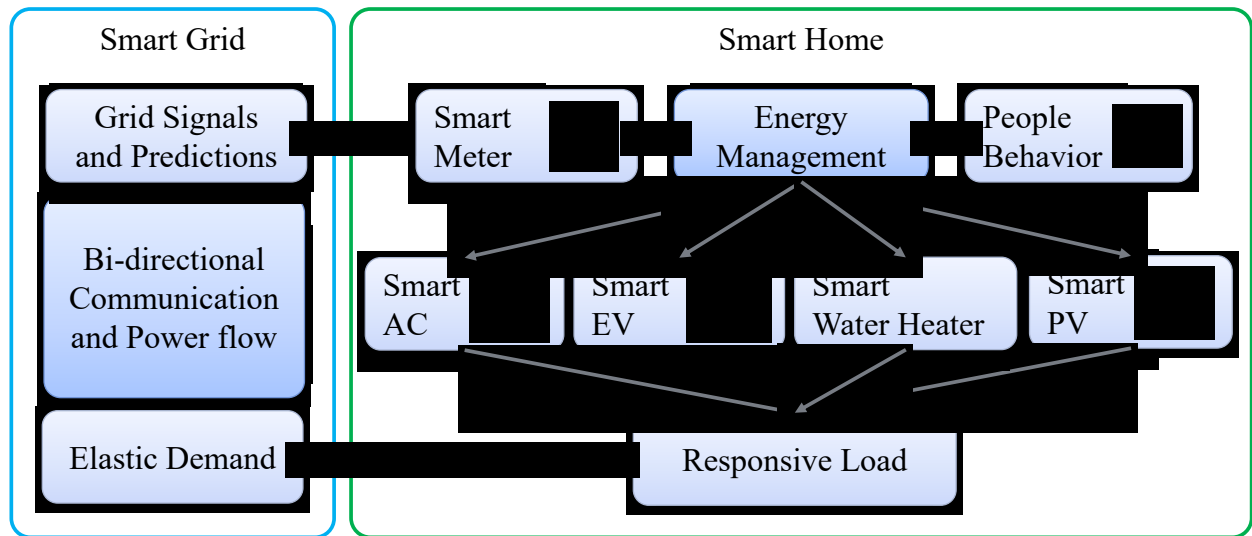 Smart Grid
Smart Home
Grid Signals
and Predictions
Smart
Meter
Energy
Management
People
Behavior
Bi-directional
Communication
and Power flow
Smart
AC
Smart
EV
Smart
Water Heater
Smart
PV
Elastic Demand
Responsive Load